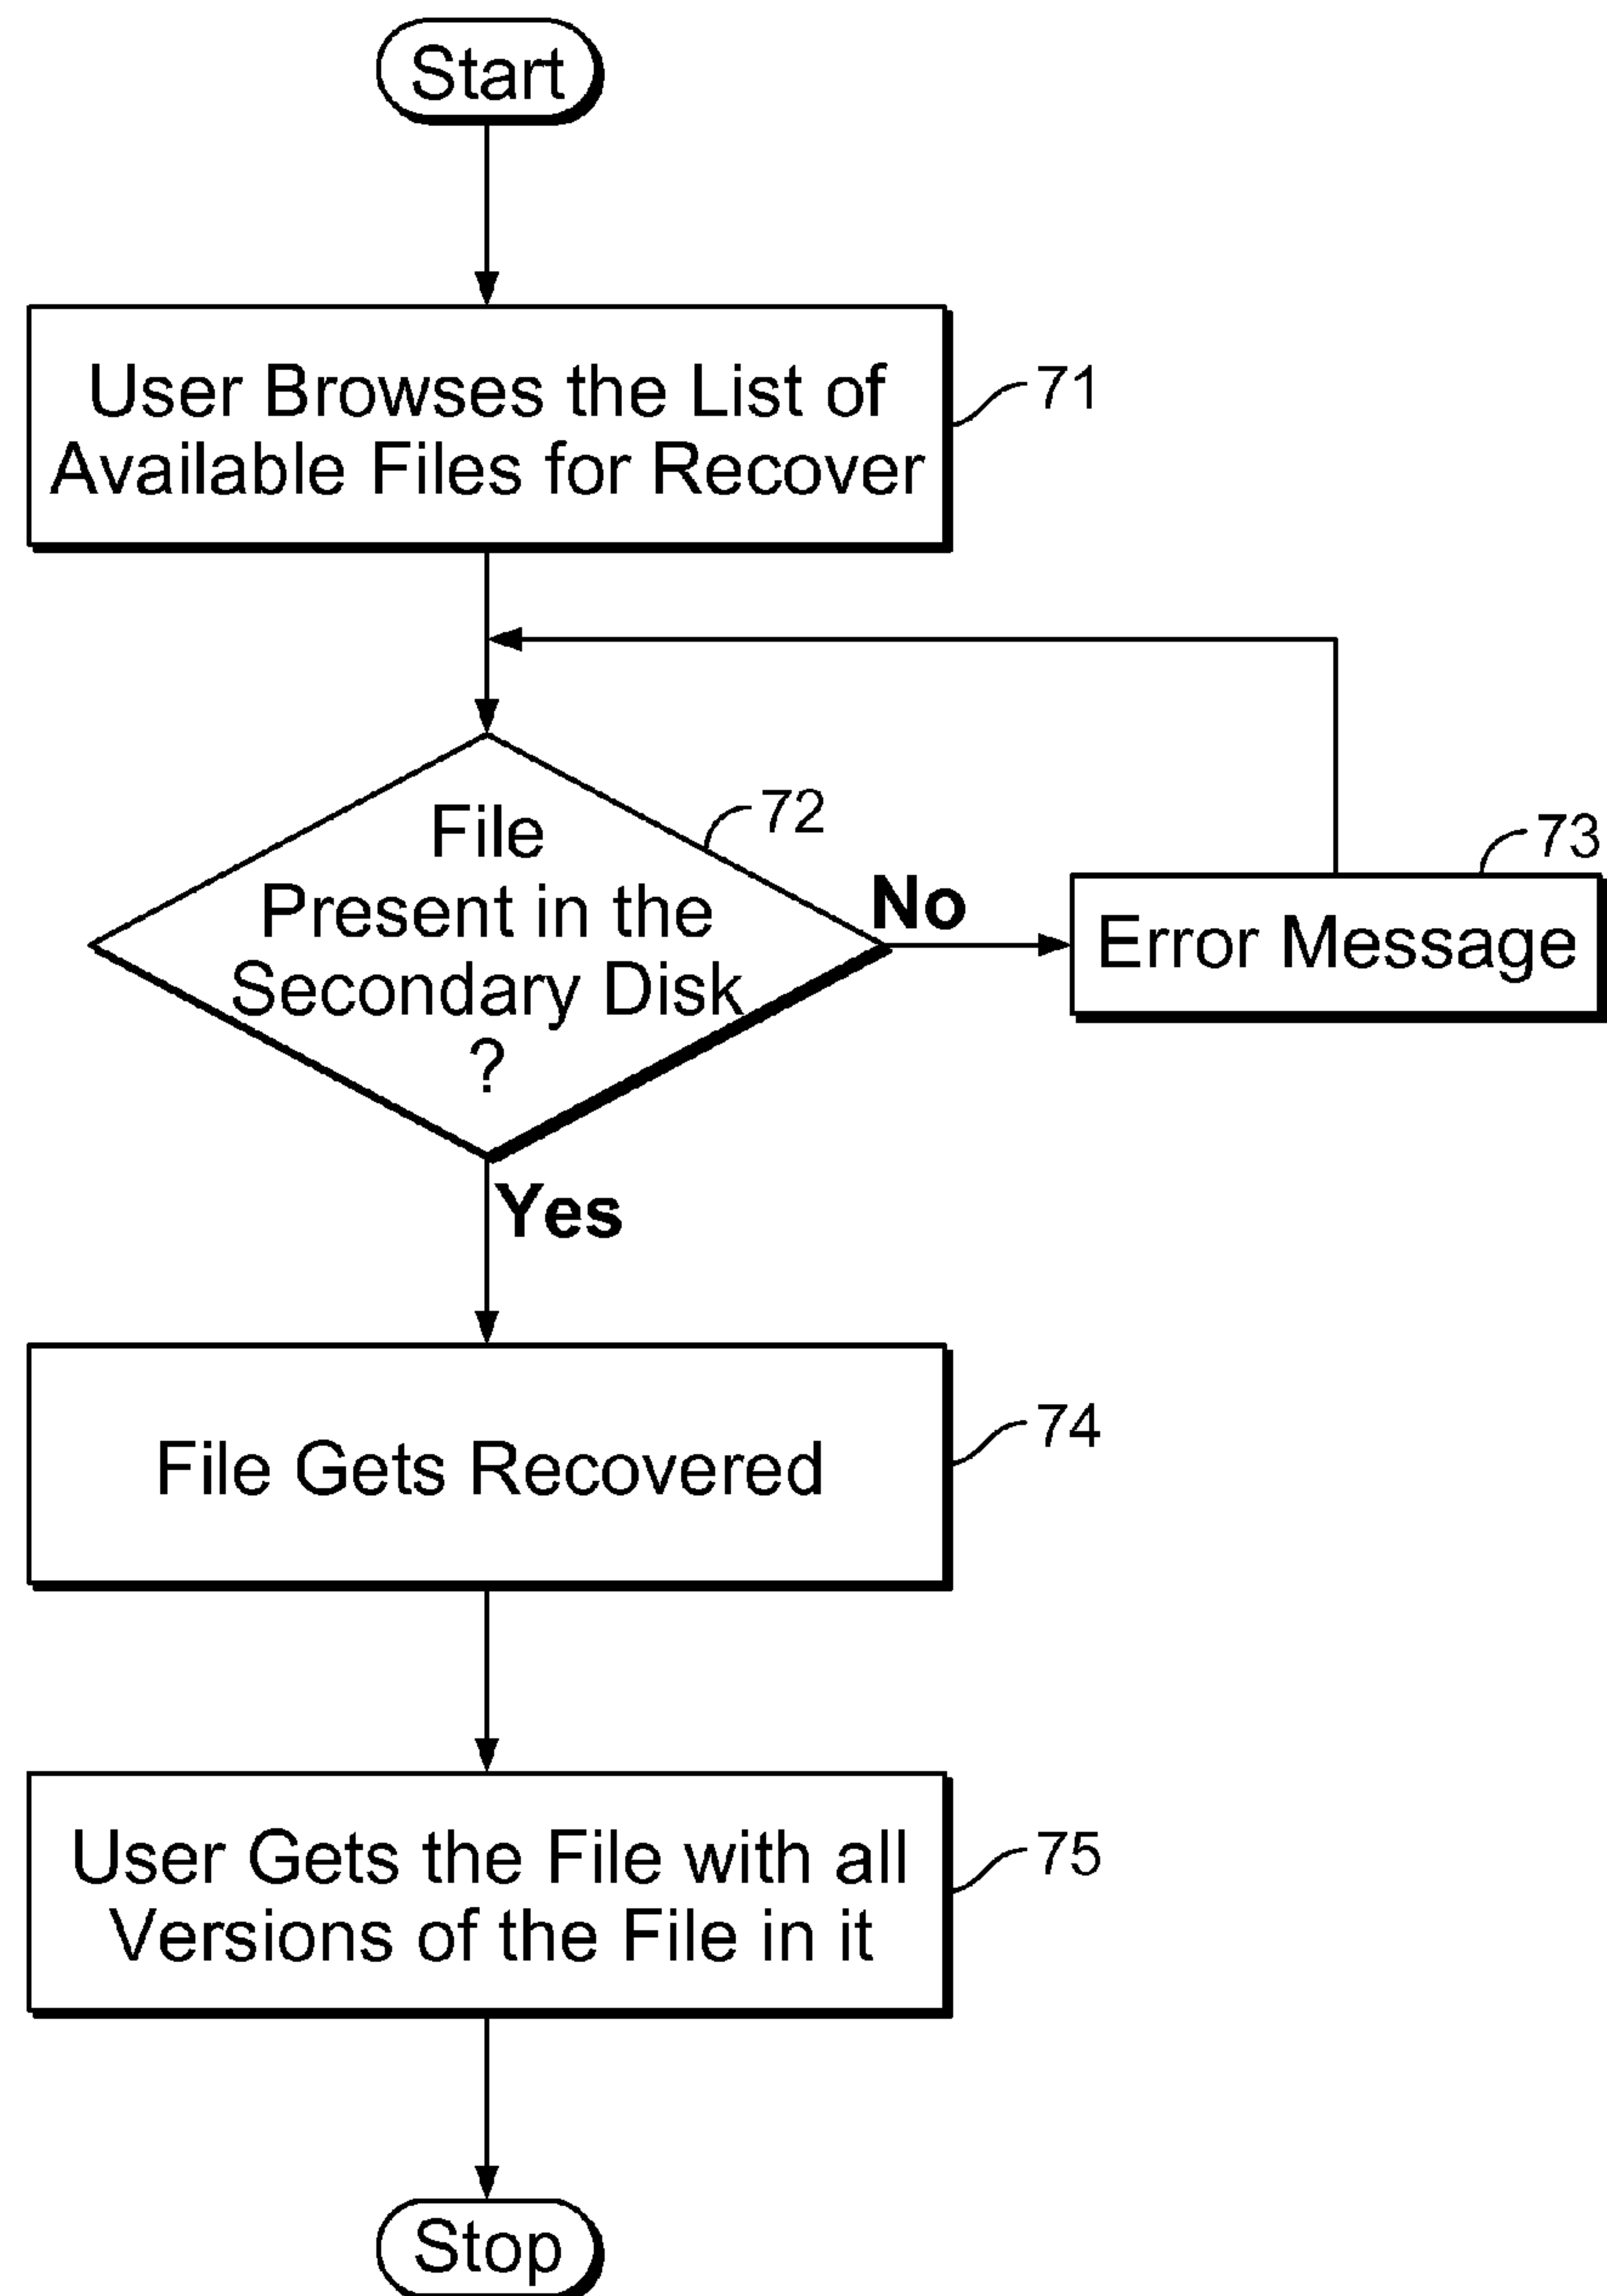 Start
User Browses the List of
Available Files for Recover
71
File
Present in the
Secondary Disk
?
72
No
Error Message
73
Yes
File Gets Recovered
74
User Gets the File with all
Versions of the File in it
75
Stop